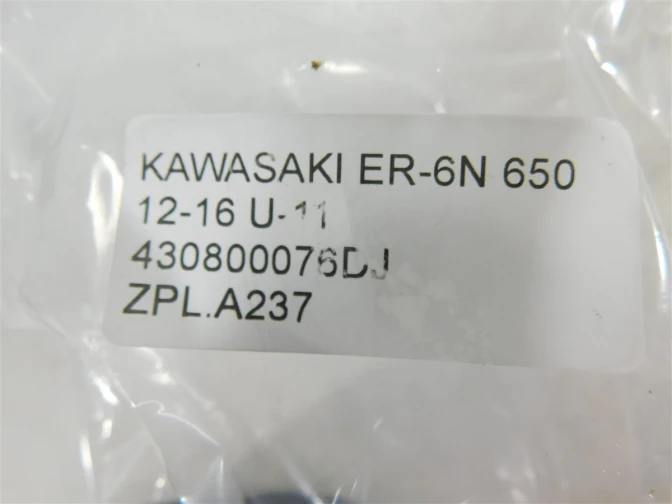 KAWASAKI ER-6N 650
12-16 U-11
430800076DJ
ZPL.A237